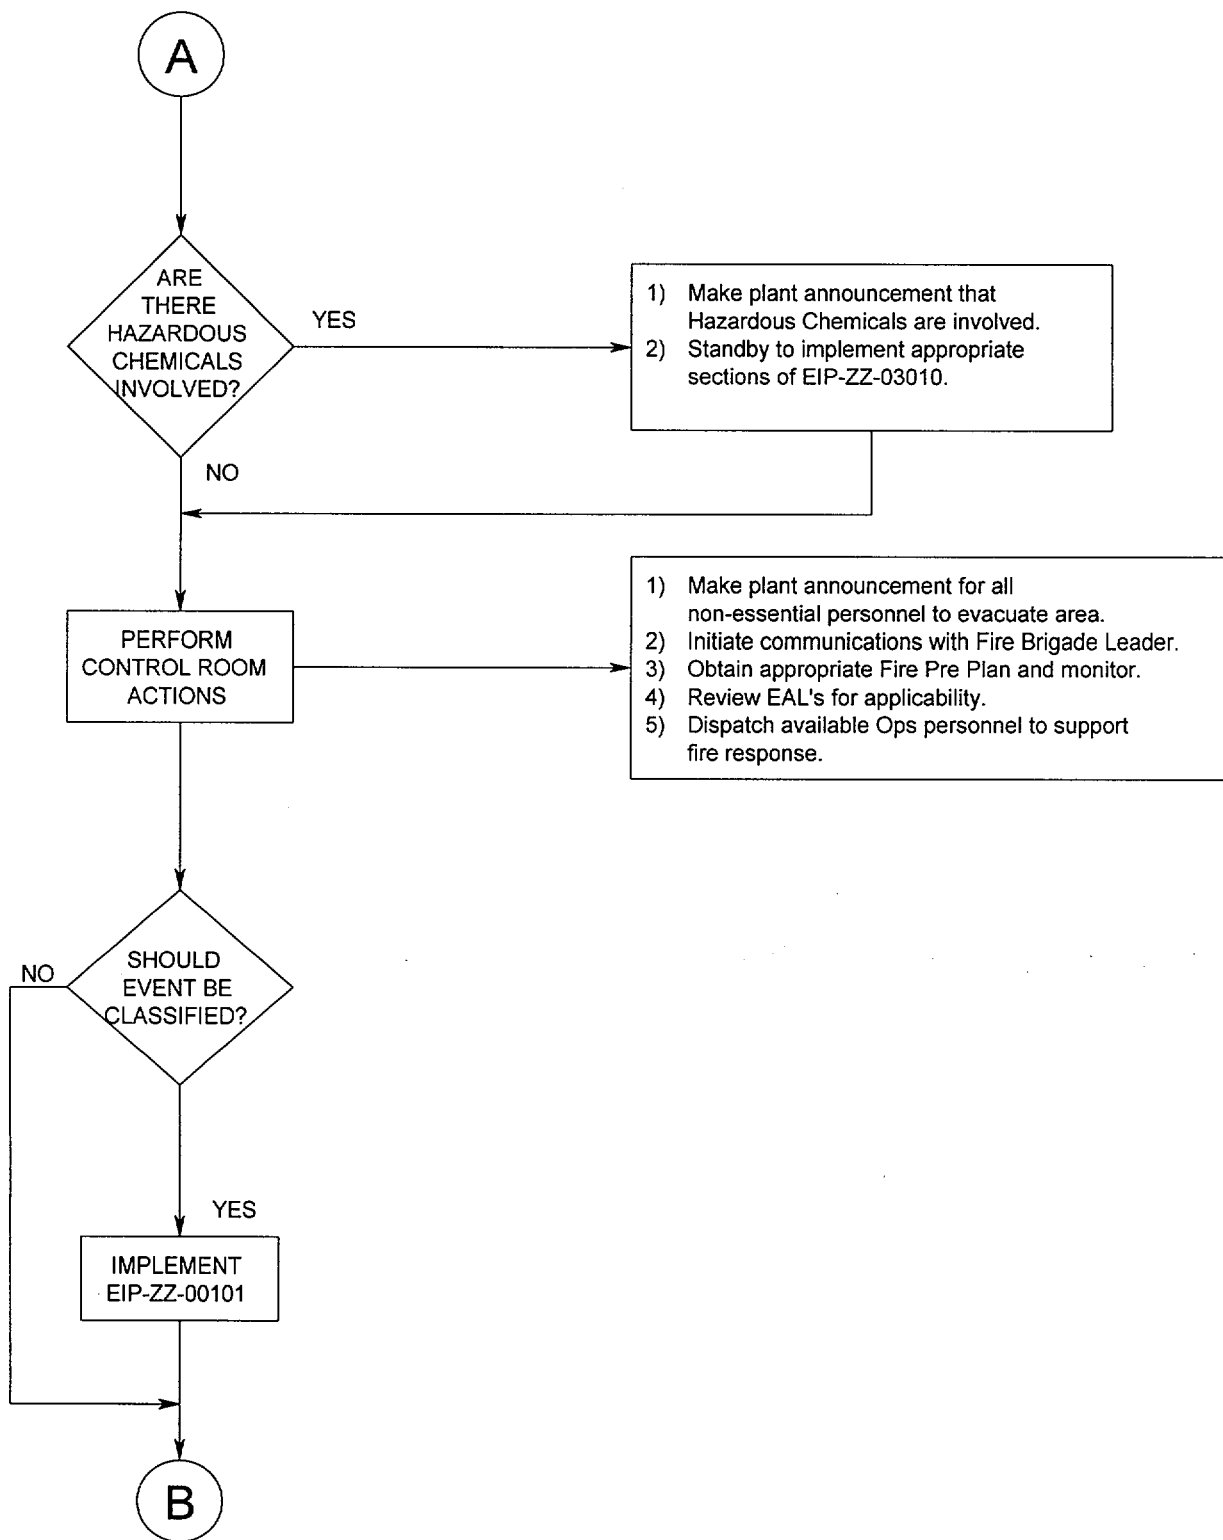 A
ARE
THERE
HAZARDOUS
CHEMICALS
INVOLVED?
YES
1) Make plant announcement that
Hazardous Chemicals are involved.
2) Standby to implement appropriate
sections of EIP-ZZ-03010.
NO
PERFORM
CONTROL ROOM
ACTIONS
1) Make plant announcement for all
non-essential personnel to evacuate area.
2) Initiate communications with Fire Brigade Leader.
3) Obtain appropriate Fire Pre Plan and monitor.
4) Review EAL's for applicability.
5) Dispatch available Ops personnel to support
fire response.
NO
SHOULD
EVENT BE
CLASSIFIED?
YES
IMPLEMENT
EIP-ZZ-00101
B